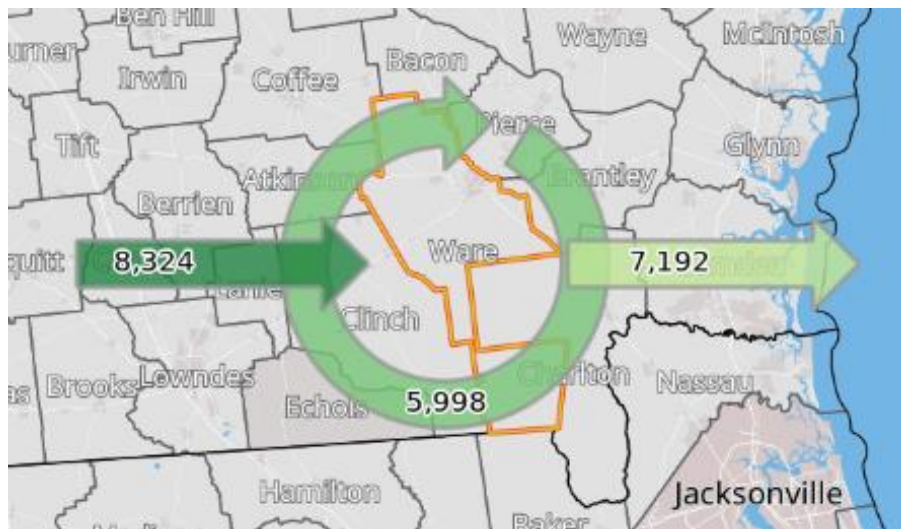 Ben Hill
Irwin
Coffee
Bacon
Wayne
McIntosh
Tift
Pierce
Glynn
Atkinson
Brantley
Berrien
Ware
8,324
7,192
Clinch
Brooks
Lowndes
Echols
5,998
Charlton
Nassau
Hamilton
Jacksonville
Baker